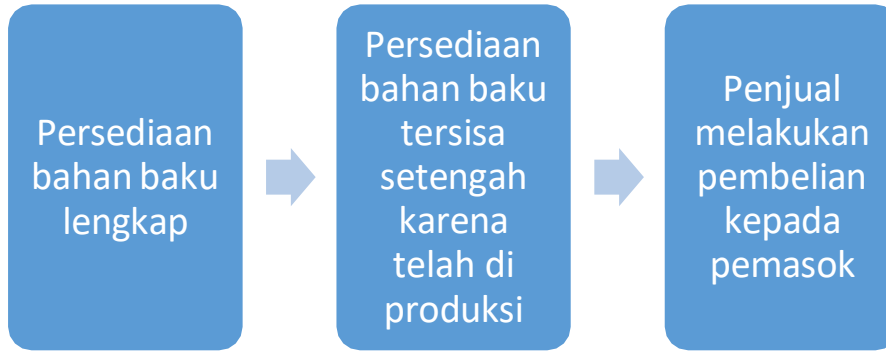 Persediaan
bahan baku
lengkap
Persediaan
bahan baku
tersisa
setengah
karena
telah di
produksi
Penjual
melakukan
pembelian
kepada
pemasok